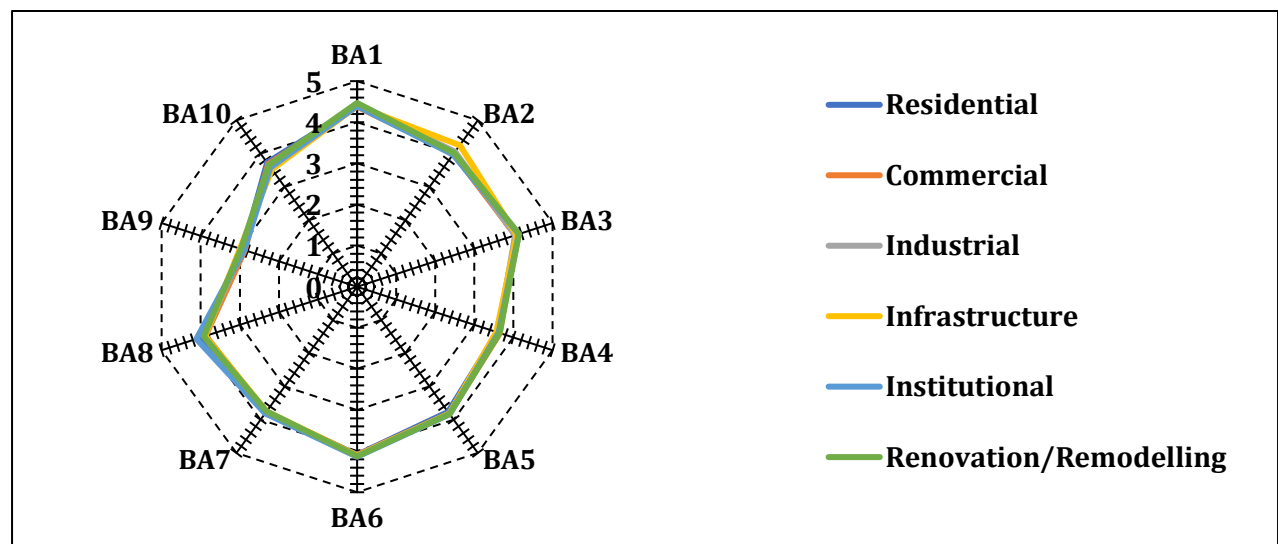 BA1
BA2
BA3
BA4
BA5
BA6
BA7
BA8
BA9
BA10
5
4
3
2
1
0
Residential
Commercial
Industrial
Infrastructure
Institutional
Renovation/Remodelling